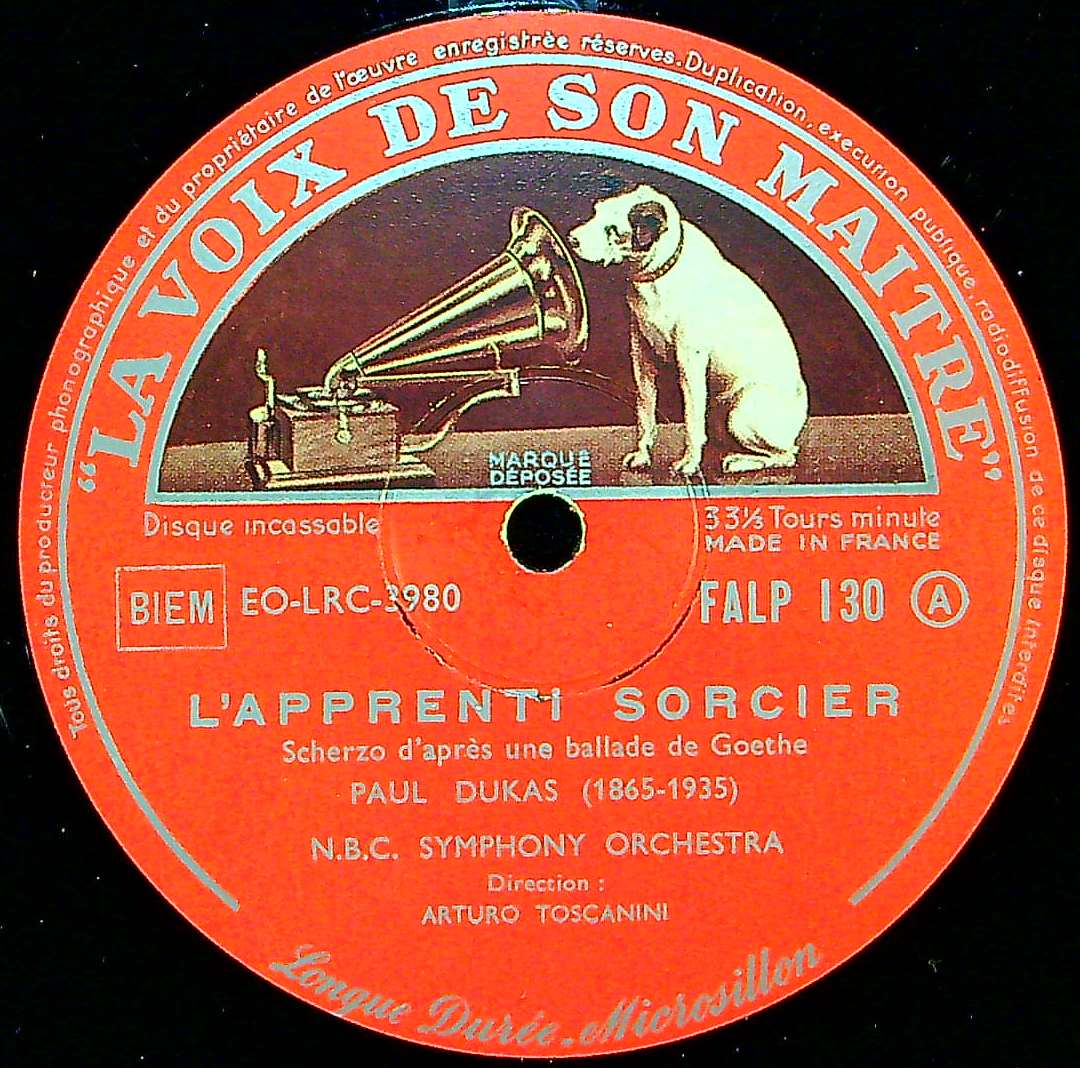 Tous droits du producteur phonographique et du propriétaire de l'œuvre enregistrée réservés. Duplication, execution publique, radiodiffusion de ce disque interdites
"LA VOIX DE SON MAITRE"
MARQUE
DÉPOSÉE
Disque incassable
33⅓ Tours minute
MADE IN FRANCE
BIEM
EO-LRC-3980
FALP 130 A
L'APPRENTI SORCIER
Scherzo d'après une ballade de Goethe
PAUL DUKAS (1865-1935)
N.B.C. SYMPHONY ORCHESTRA
Direction :
ARTURO TOSCANINI
Longue Durée - Microsillon